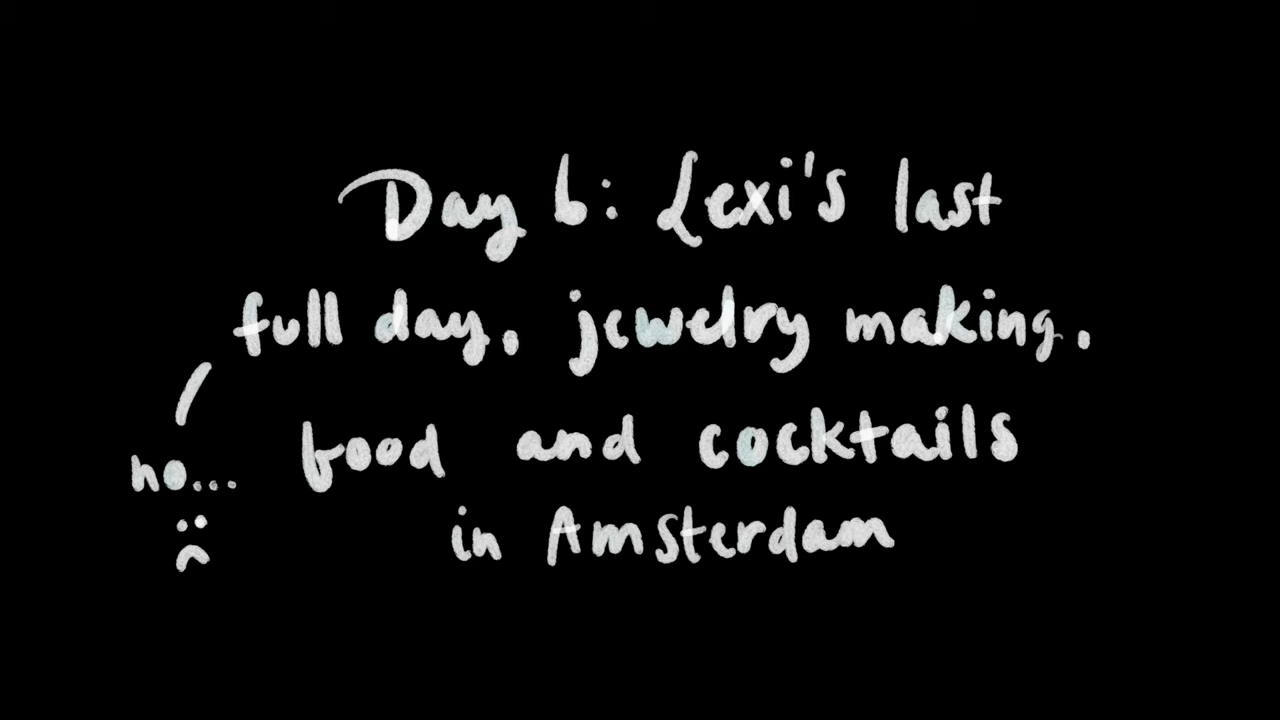 Day 6: Lexi's last
full day. jewelry making.
no... food and cocktails
in Amsterdam